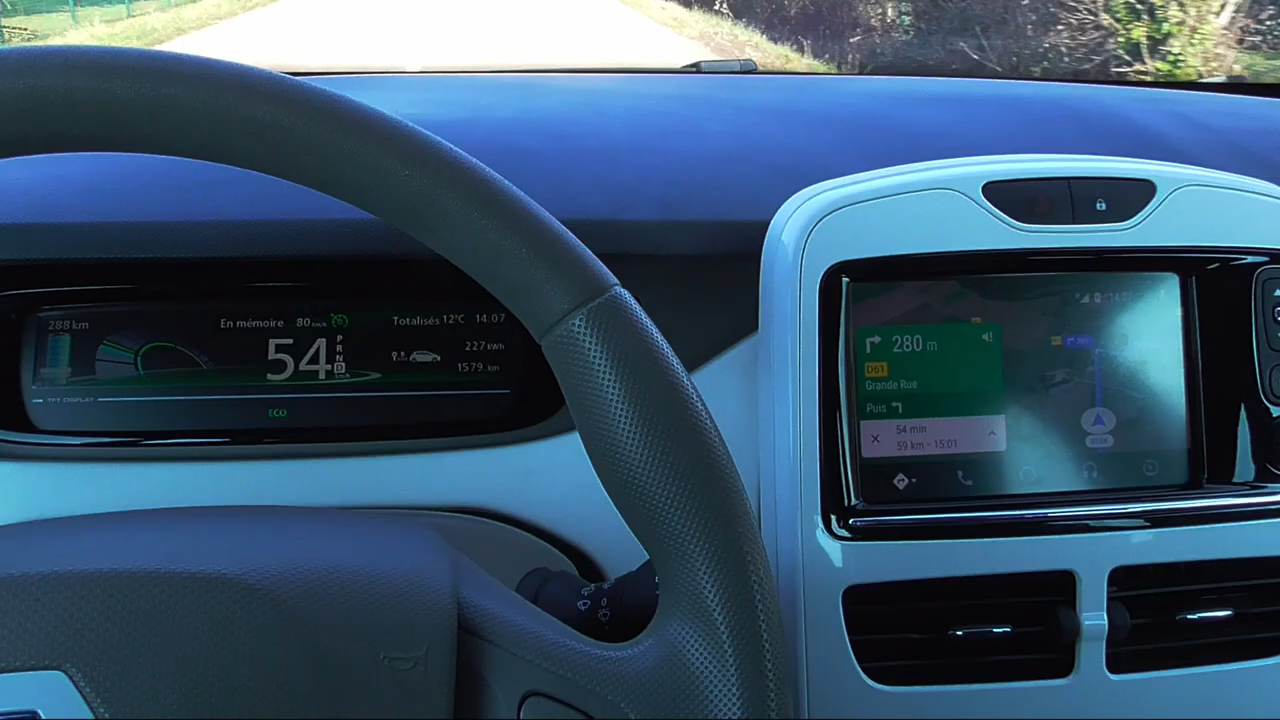 288 km
En mémoire 80 km/h
Totalisés 12°C 14:07
54
P
R
N
D
227 kWh
1579 km
TFT DISPLAY
ECO
280 m
D61
Grande Rue
Puis
54 min
59 km - 15:01